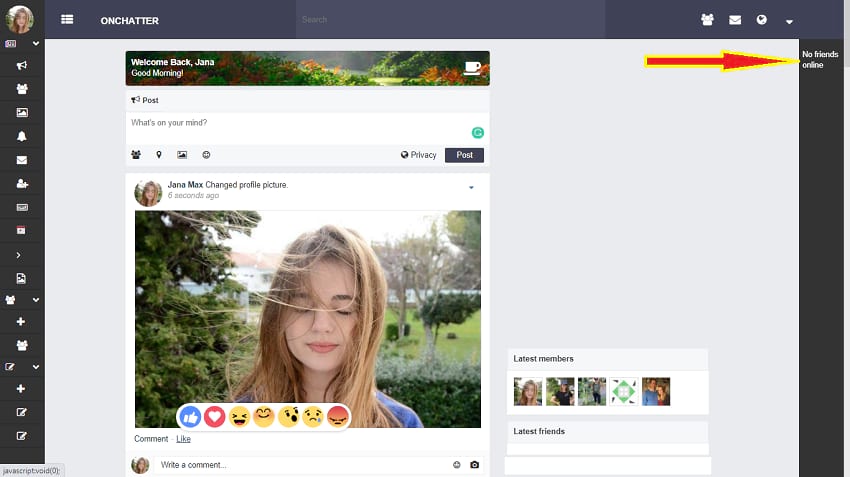 ONCHATTER
Search
No friends
online
Welcome Back, Jana
Good Morning!
Post
What's on your mind?
Privacy
Post
Jana Max Changed profile picture.
6 seconds ago
Comment - Like
Write a comment...
Latest members
Latest friends
javascript:void(0);